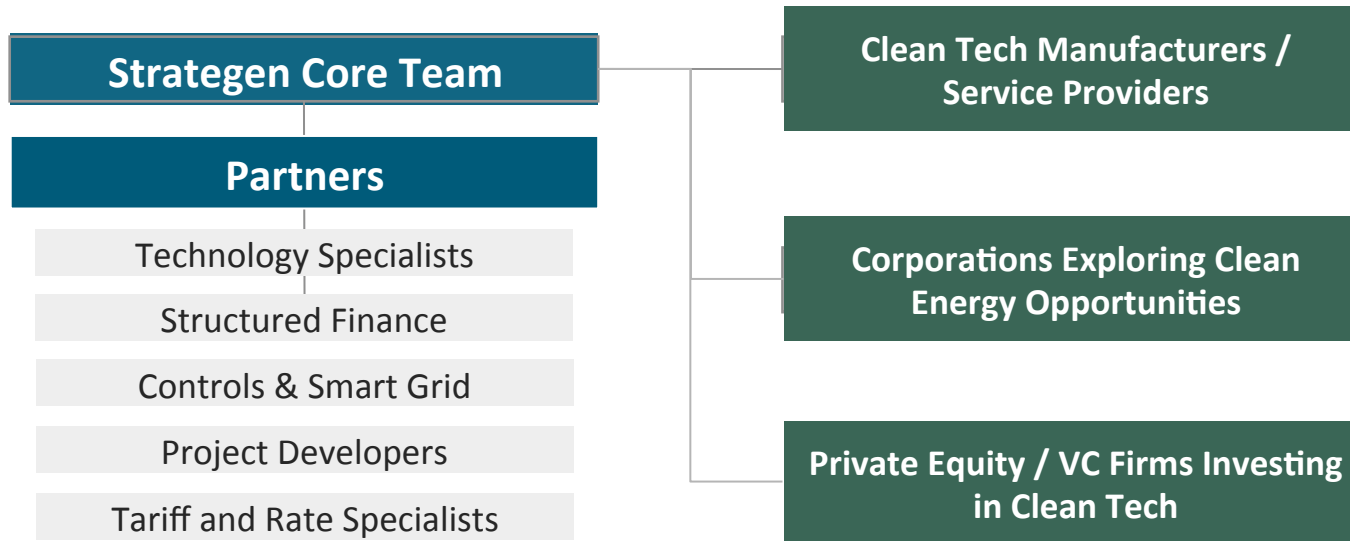 Strategen Core Team
Partners
Technology Specialists
Structured Finance
Controls & Smart Grid
Project Developers
Tariff and Rate Specialists
Clean Tech Manufacturers /
Service Providers
Corporations Exploring Clean
Energy Opportunities
Private Equity / VC Firms Investing
in Clean Tech